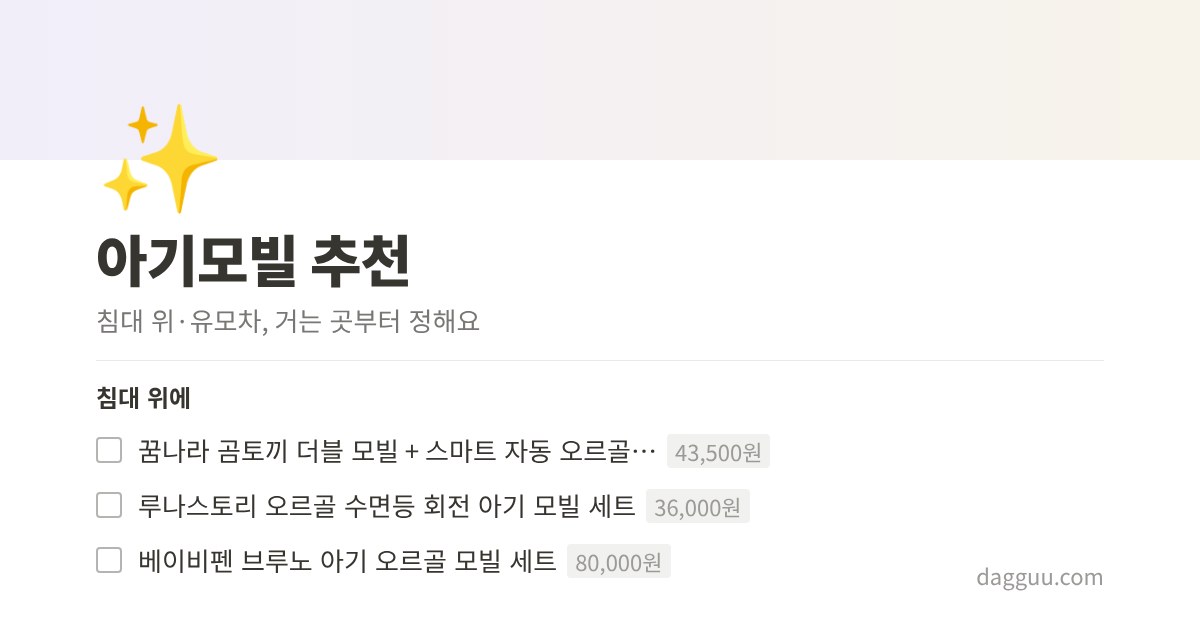 아기모빌 추천
침대 위·유모차, 거는 곳부터 정해요
침대 위에
꿈나라 곰토끼 더블 모빌 + 스마트 자동 오르골… 43,500원
루나스토리 오르골 수면등 회전 아기 모빌 세트 36,000원
베이비펜 브루노 아기 오르골 모빌 세트 80,000원
dagguu.com